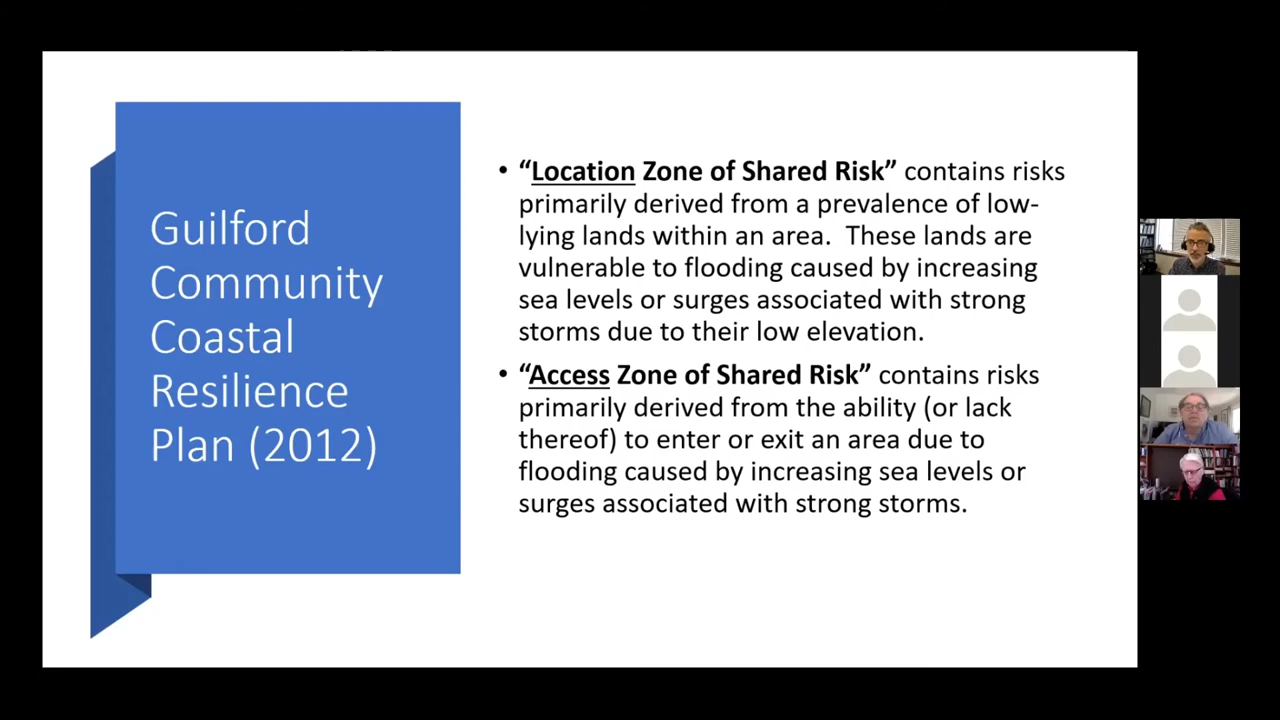 Guilford
Community
Coastal
Resilience
Plan (2012)
• “Location Zone of Shared Risk” contains risks
primarily derived from a prevalence of low-
lying lands within an area.  These lands are
vulnerable to flooding caused by increasing
sea levels or surges associated with strong
storms due to their low elevation.
• “Access Zone of Shared Risk” contains risks
primarily derived from the ability (or lack
thereof) to enter or exit an area due to
flooding caused by increasing sea levels or
surges associated with strong storms.